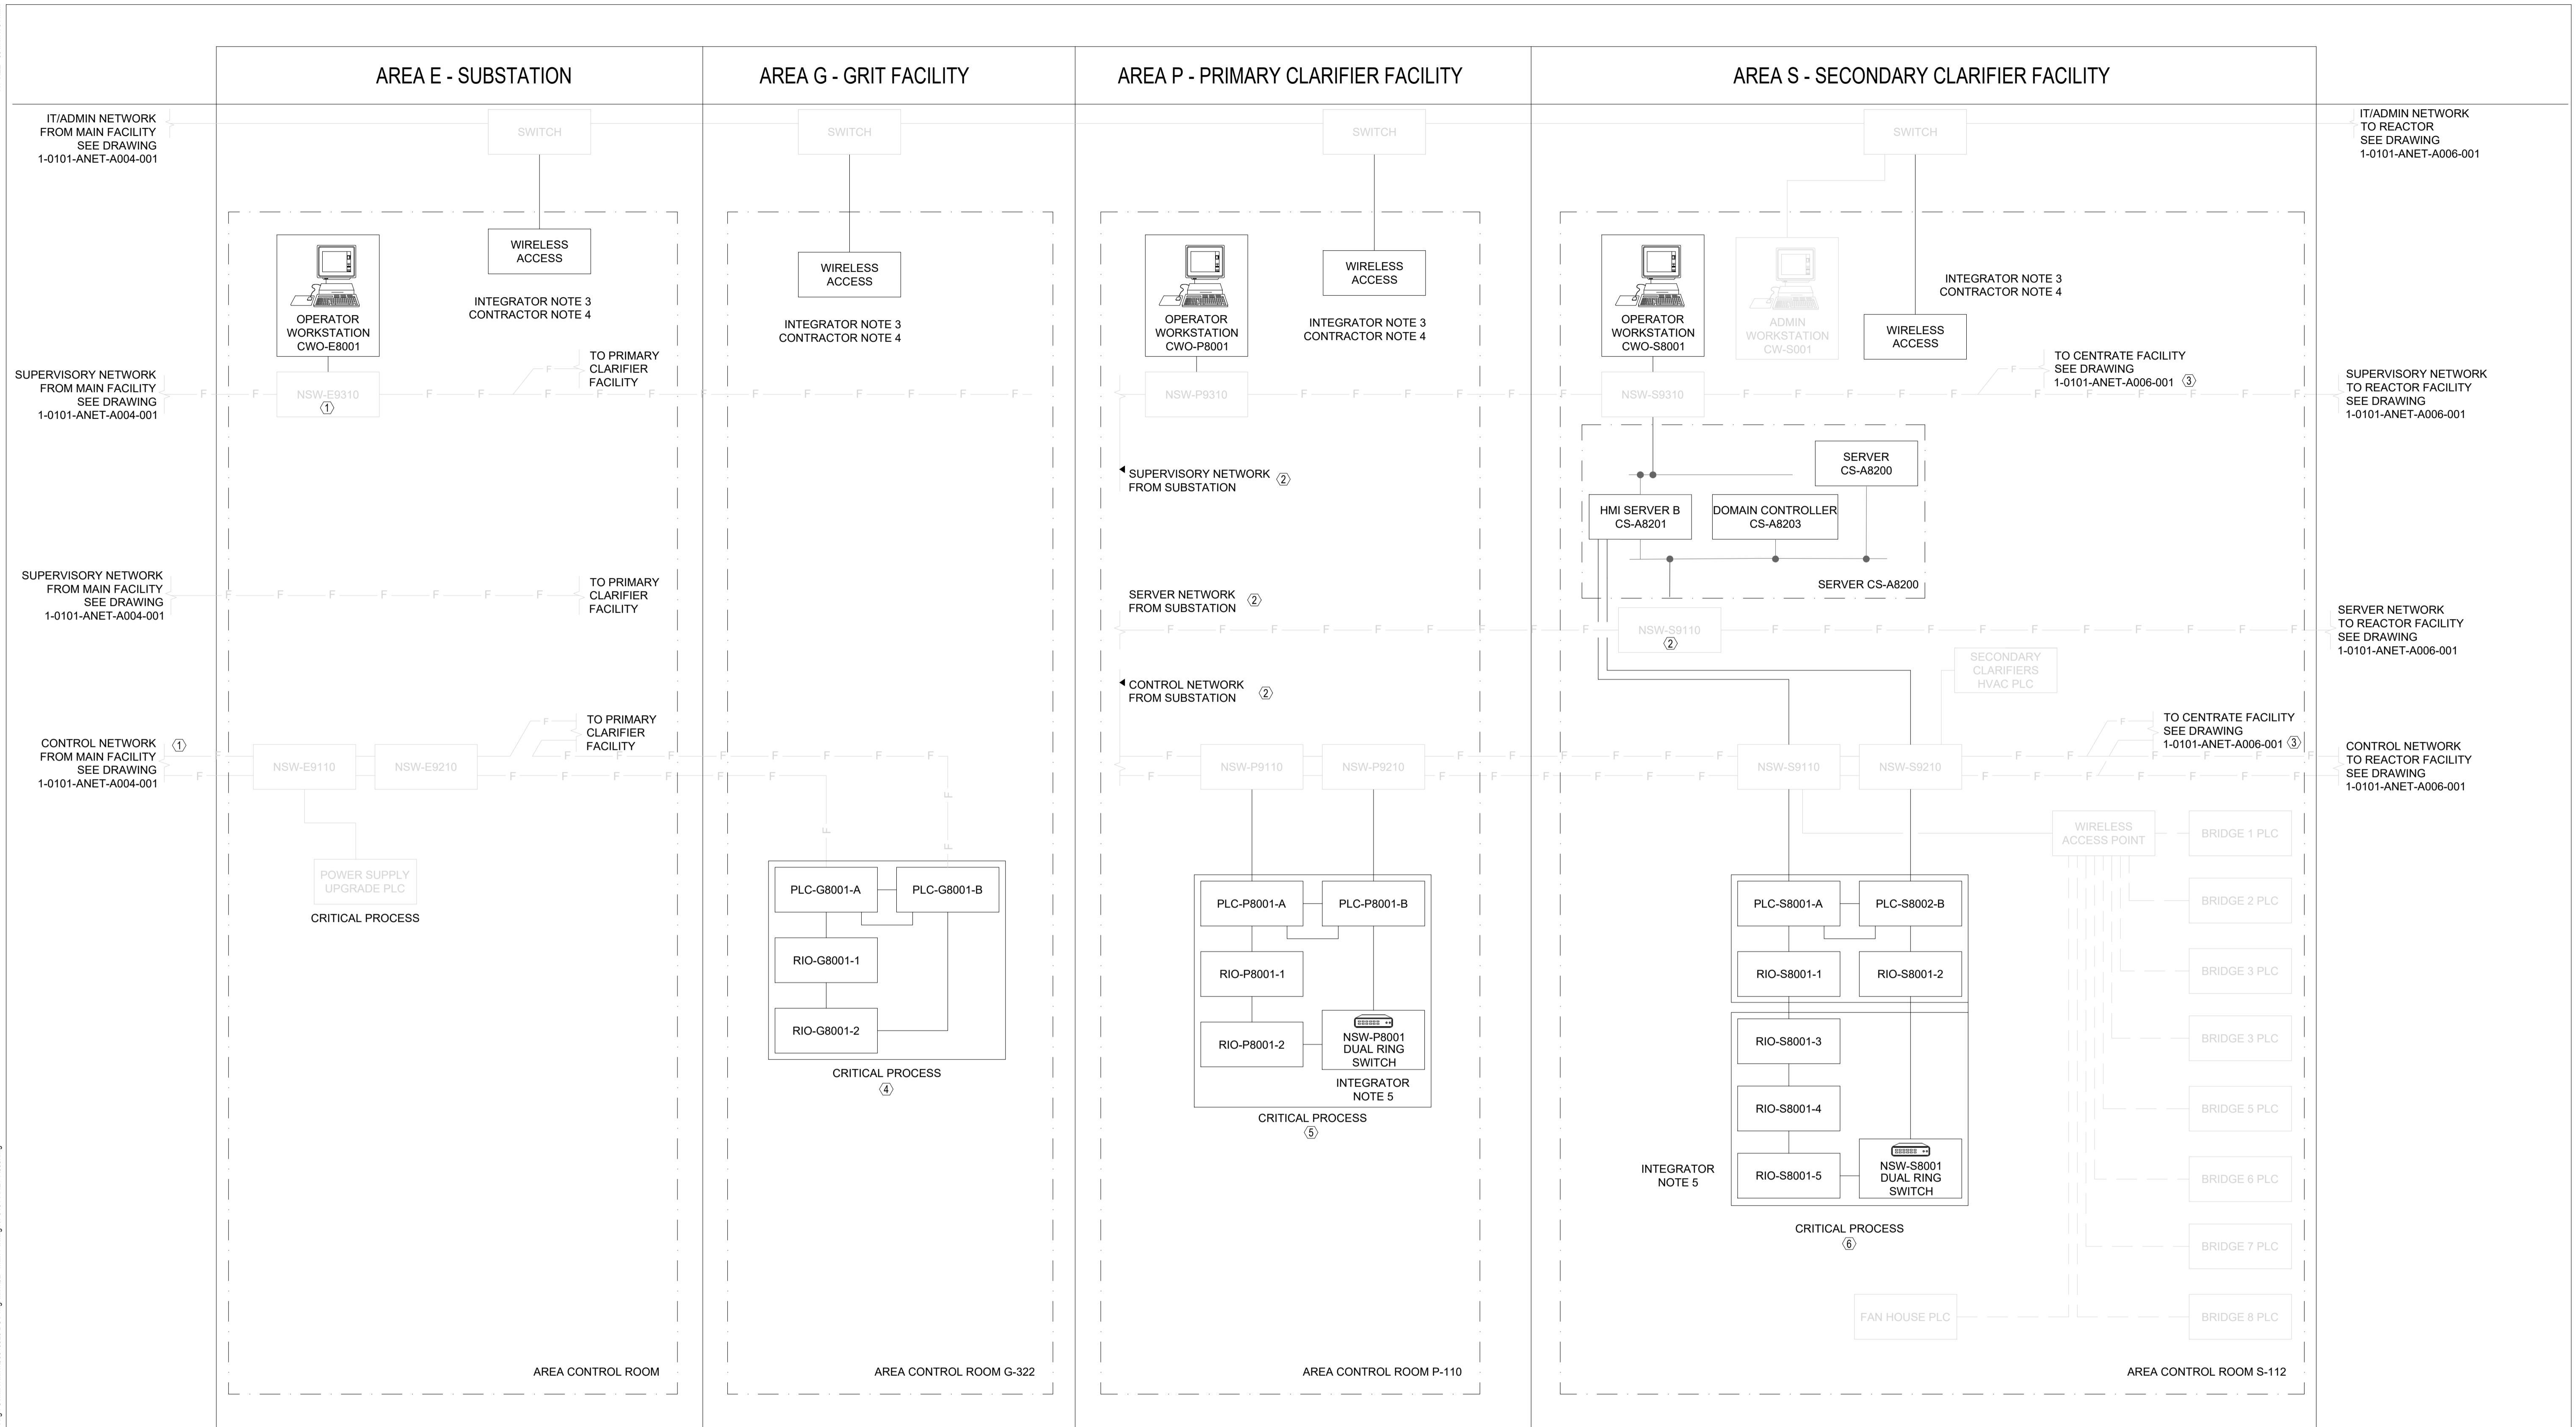 AREA E - SUBSTATION
AREA G - GRIT FACILITY
AREA P - PRIMARY CLARIFIER FACILITY
AREA S - SECONDARY CLARIFIER FACILITY
IT/ADMIN NETWORK
FROM MAIN FACILITY
SEE DRAWING
1-0101-ANET-A004-001
SWITCH
SWITCH
SWITCH
SWITCH
IT/ADMIN NETWORK
TO REACTOR
SEE DRAWING
1-0101-ANET-A006-001
OPERATOR
WORKSTATION
CWO-E8001
WIRELESS
ACCESS
INTEGRATOR NOTE 3
CONTRACTOR NOTE 4
WIRELESS
ACCESS
INTEGRATOR NOTE 3
CONTRACTOR NOTE 4
OPERATOR
WORKSTATION
CWO-P8001
WIRELESS
ACCESS
INTEGRATOR NOTE 3
CONTRACTOR NOTE 4
OPERATOR
WORKSTATION
CWO-S8001
ADMIN
WORKSTATION
CW-S001
INTEGRATOR NOTE 3
CONTRACTOR NOTE 4
WIRELESS
ACCESS
SUPERVISORY NETWORK
FROM MAIN FACILITY
SEE DRAWING
1-0101-ANET-A004-001
F F
NSW-E9310
1
F F F F F F
F
TO PRIMARY
CLARIFIER
FACILITY
F F F F F F F
NSW-P9310
F F F F F F
NSW-S9310
F F F F F
F
TO CENTRATE FACILITY
SEE DRAWING
1-0101-ANET-A006-001 3
F F F F F F
SUPERVISORY NETWORK
TO REACTOR FACILITY
SEE DRAWING
1-0101-ANET-A006-001
SUPERVISORY NETWORK 2
FROM SUBSTATION
SERVER
CS-A8200
HMI SERVER B
CS-A8201
DOMAIN CONTROLLER
CS-A8203
SERVER CS-A8200
SUPERVISORY NETWORK
FROM MAIN FACILITY
SEE DRAWING
1-0101-ANET-A004-001
F F F F F F F
TO PRIMARY
CLARIFIER
FACILITY
SERVER NETWORK 2
FROM SUBSTATION
F F F F F F F F F
NSW-S9110
2
F F F F F F F F F F F
SERVER NETWORK
TO REACTOR FACILITY
SEE DRAWING
1-0101-ANET-A006-001
CONTROL NETWORK 2
FROM SUBSTATION
SECONDARY
CLARIFIERS
HVAC PLC
CONTROL NETWORK 1
FROM MAIN FACILITY
SEE DRAWING
1-0101-ANET-A004-001
F
F
NSW-E9110
NSW-E9210
F
TO PRIMARY
CLARIFIER
FACILITY
F F F F F F F F
F F F F F F
F
F
F
F
F
NSW-P9110
NSW-P9210
F F F F F
F F F F F F
NSW-S9110
NSW-S9210
F
TO CENTRATE FACILITY
SEE DRAWING
1-0101-ANET-A006-001 3
F F F F F F
F F F F F F F
CONTROL NETWORK
TO REACTOR FACILITY
SEE DRAWING
1-0101-ANET-A006-001
POWER SUPPLY
UPGRADE PLC
CRITICAL PROCESS
PLC-G8001-A
PLC-G8001-B
RIO-G8001-1
RIO-G8001-2
CRITICAL PROCESS
4
PLC-P8001-A
PLC-P8001-B
RIO-P8001-1
RIO-P8001-2
NSW-P8001
DUAL RING
SWITCH
INTEGRATOR
NOTE 5
CRITICAL PROCESS
5
PLC-S8001-A
PLC-S8002-B
RIO-S8001-1
RIO-S8001-2
RIO-S8001-3
RIO-S8001-4
RIO-S8001-5
NSW-S8001
DUAL RING
SWITCH
INTEGRATOR
NOTE 5
CRITICAL PROCESS
6
WIRELESS
ACCESS POINT
BRIDGE 1 PLC
BRIDGE 2 PLC
BRIDGE 3 PLC
BRIDGE 3 PLC
BRIDGE 5 PLC
BRIDGE 6 PLC
BRIDGE 7 PLC
BRIDGE 8 PLC
FAN HOUSE PLC
AREA CONTROL ROOM
AREA CONTROL ROOM G-322
AREA CONTROL ROOM P-110
AREA CONTROL ROOM S-112